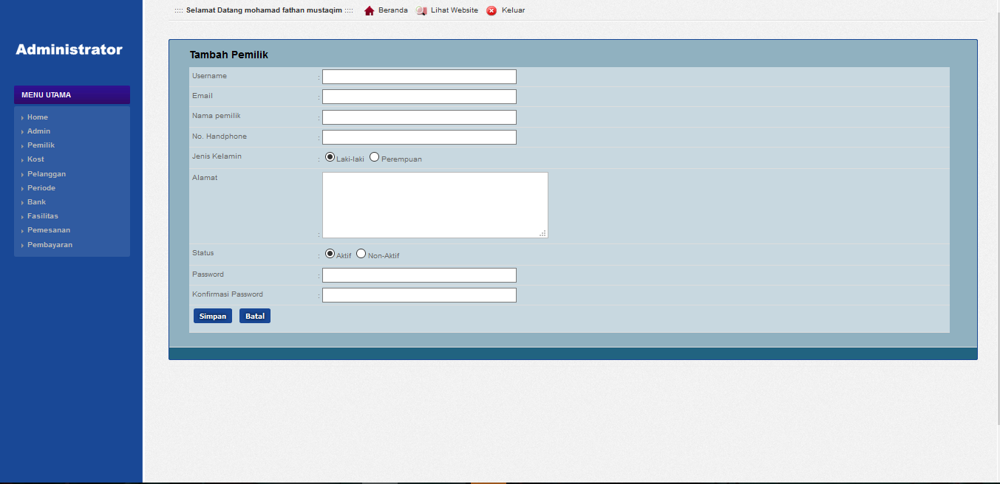 :::: Selamat Datang mohamad fathan mustaqim :::: Beranda Lihat Website Keluar
Administrator
MENU UTAMA
Home
Admin
Pemilik
Kost
Pelanggan
Periode
Bank
Fasilitas
Pemesanan
Pembayaran
Tambah Pemilik
Username :
Email :
Nama pemilik :
No. Handphone :
Jenis Kelamin : Laki-laki Perempuan
Alamat :
Status : Aktif Non-Aktif
Password :
Konfirmasi Password :
Simpan Batal